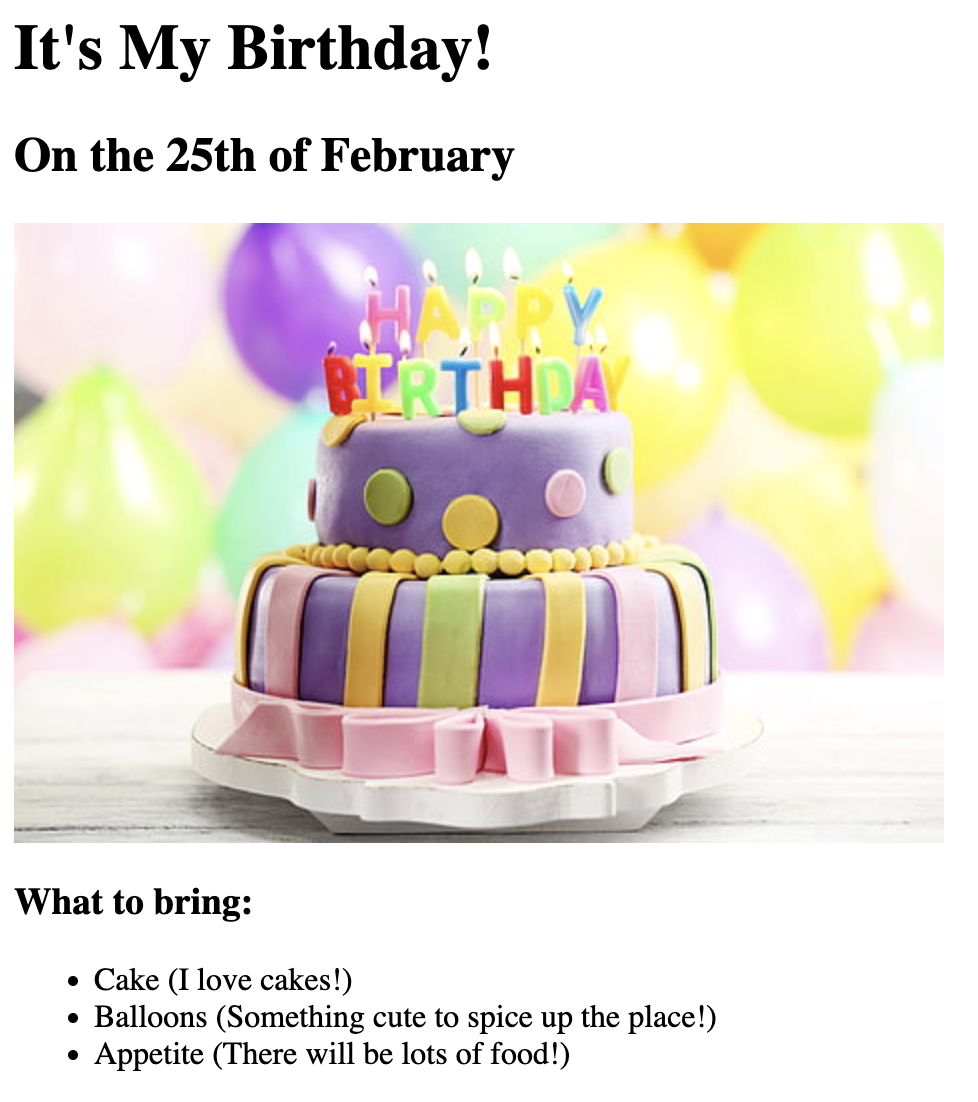 It's My Birthday!
On the 25th of February
HAPPY
BIRTHDAY
What to bring:
Cake (I love cakes!)
Balloons (Something cute to spice up the place!)
Appetite (There will be lots of food!)